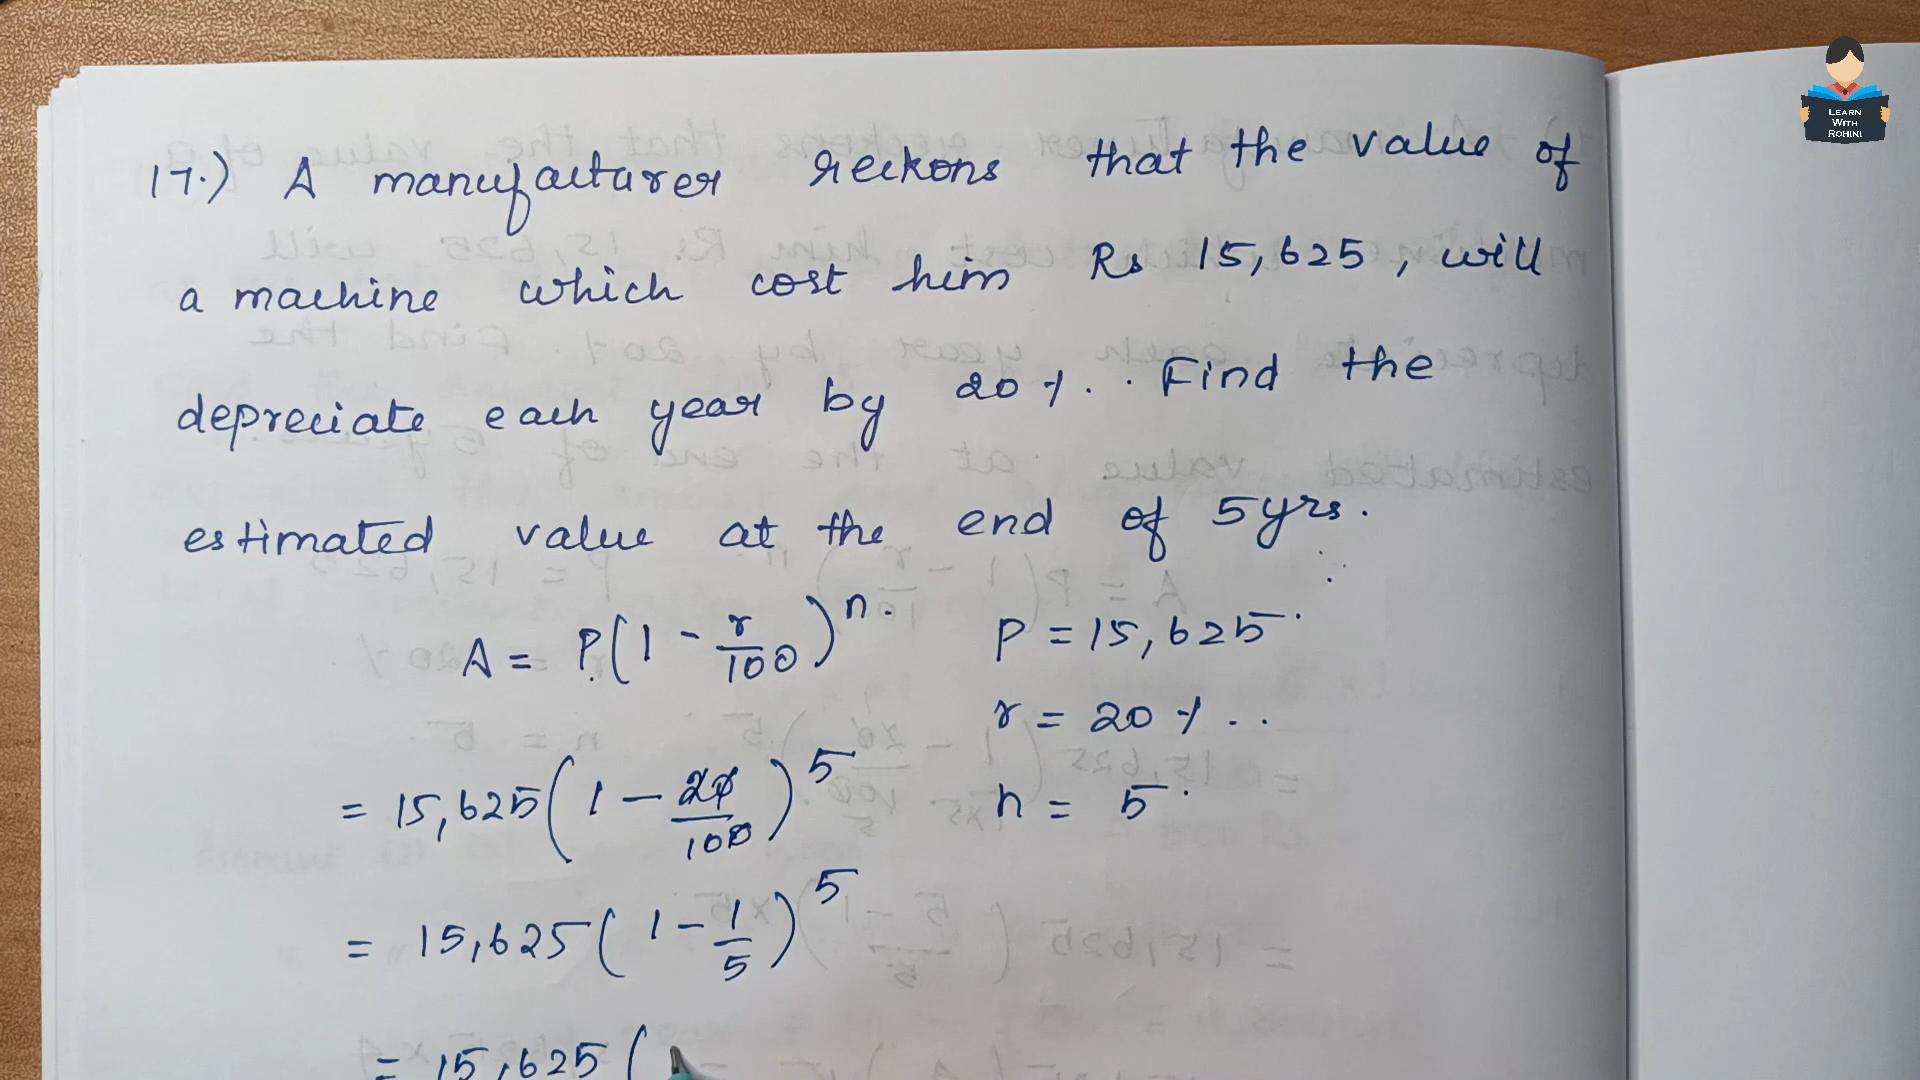 17.) A manufacturer reckons that the value of
a machine which cost him Rs 15,625, will
depreciate each year by 20 %. Find the
estimated value at the end of 5yrs.
A = P(1 - r/100)^n P = 15,625
r = 20 %
= 15,625(1 - 20/100)^5 n = 5
= 15,625(1 - 1/5)^5
= 15,625(
LEARN
WITH
ROHINI